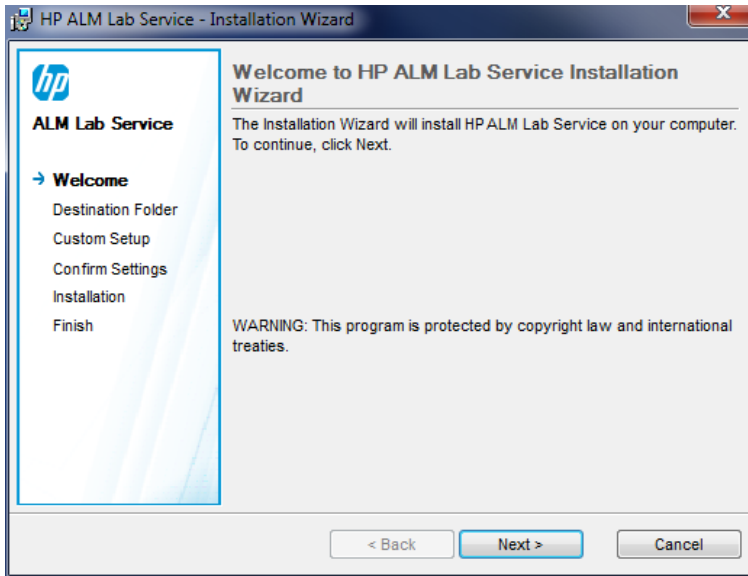 HP ALM Lab Service - Installation Wizard
X
hp
ALM Lab Service
→ Welcome
Destination Folder
Custom Setup
Confirm Settings
Installation
Finish
Welcome to HP ALM Lab Service Installation
Wizard
The Installation Wizard will install HP ALM Lab Service on your computer.
To continue, click Next.
WARNING: This program is protected by copyright law and international
treaties.
< Back
Next >
Cancel